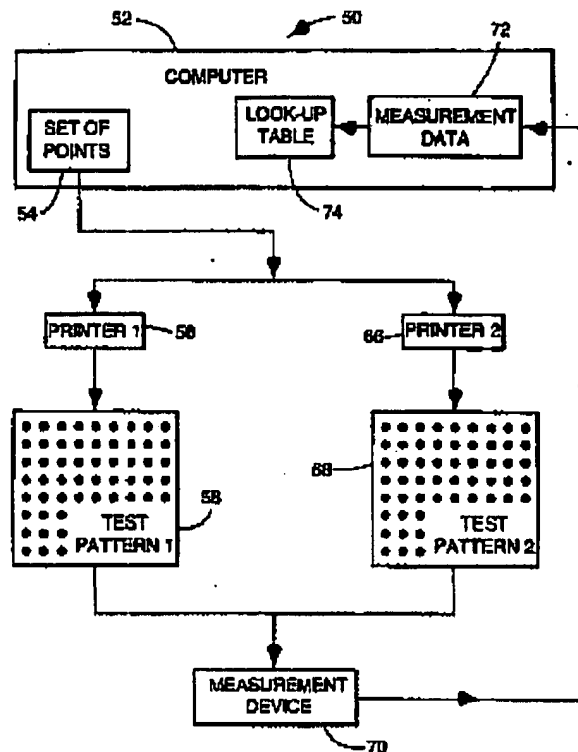 50
52
72
COMPUTER
SET OF
POINTS
LOOK-UP
TABLE
MEASUREMENT
DATA
54
74
PRINTER 1
56
66
PRINTER 2
TEST
PATTERN 1
58
68
TEST
PATTERN 2
MEASUREMENT
DEVICE
70